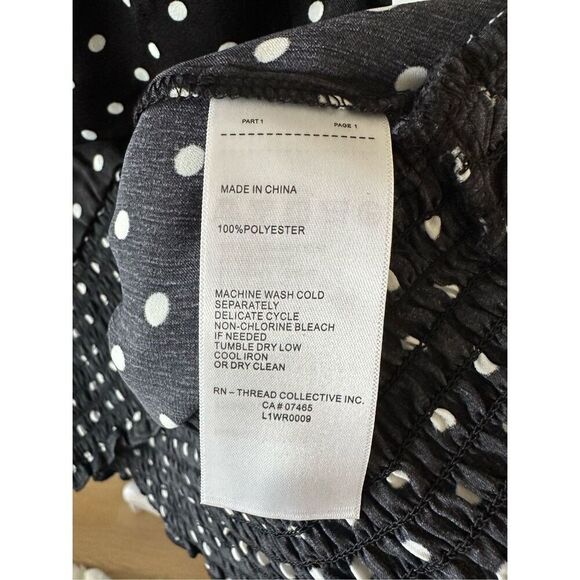 PART 1 PAGE 1
MADE IN CHINA
100%POLYESTER
MACHINE WASH COLD
SEPARATELY
DELICATE CYCLE
NON-CHLORINE BLEACH
IF NEEDED
TUMBLE DRY LOW
COOL IRON
OR DRY CLEAN
RN – THREAD COLLECTIVE INC.
CA # 07465
L1WR0009